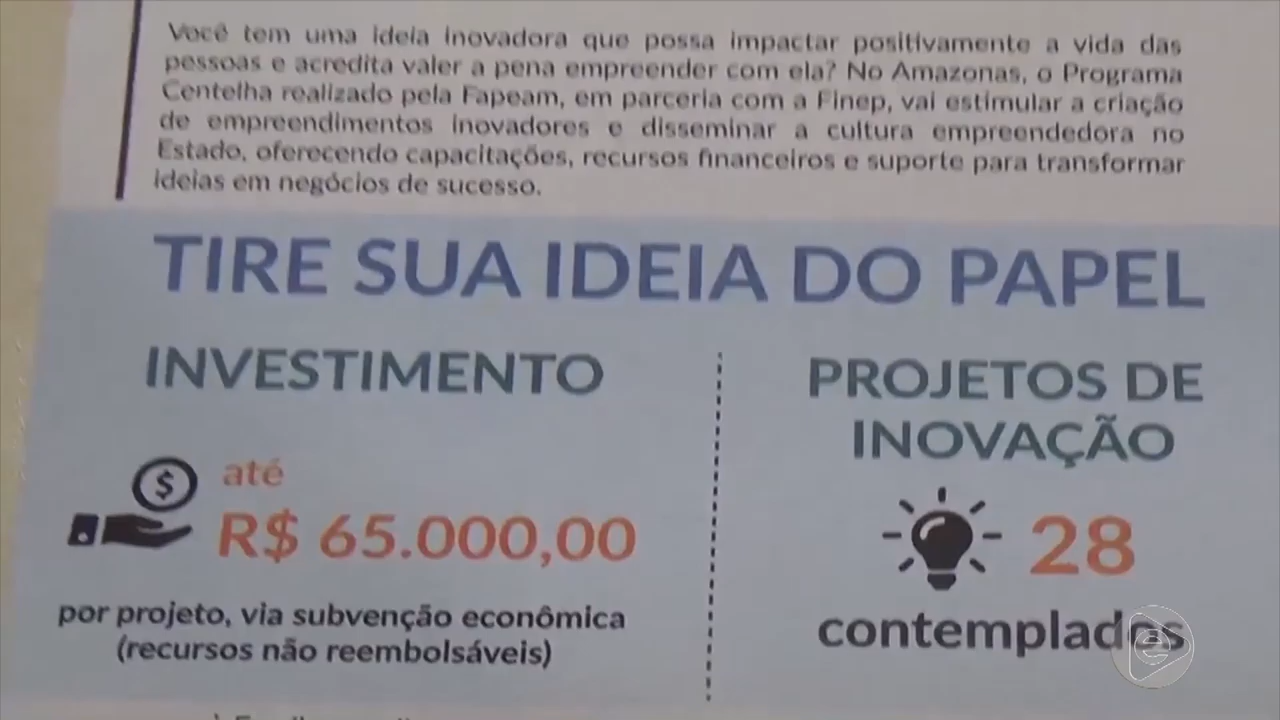 Você tem uma ideia inovadora que possa impactar positivamente a vida das
pessoas e acredita valer a pena empreender com ela? No Amazonas, o Programa
Centelha realizado pela Fapeam, em parceria com a Finep, vai estimular a criação
de empreendimentos inovadores e disseminar a cultura empreendedora no
Estado, oferecendo capacitações, recursos financeiros e suporte para transformar
ideias em negócios de sucesso.
TIRE SUA IDEIA DO PAPEL
INVESTIMENTO
$
até
R$ 65.000,00
por projeto, via subvenção econômica
(recursos não reembolsáveis)
PROJETOS DE
INOVAÇÃO
28
contemplados